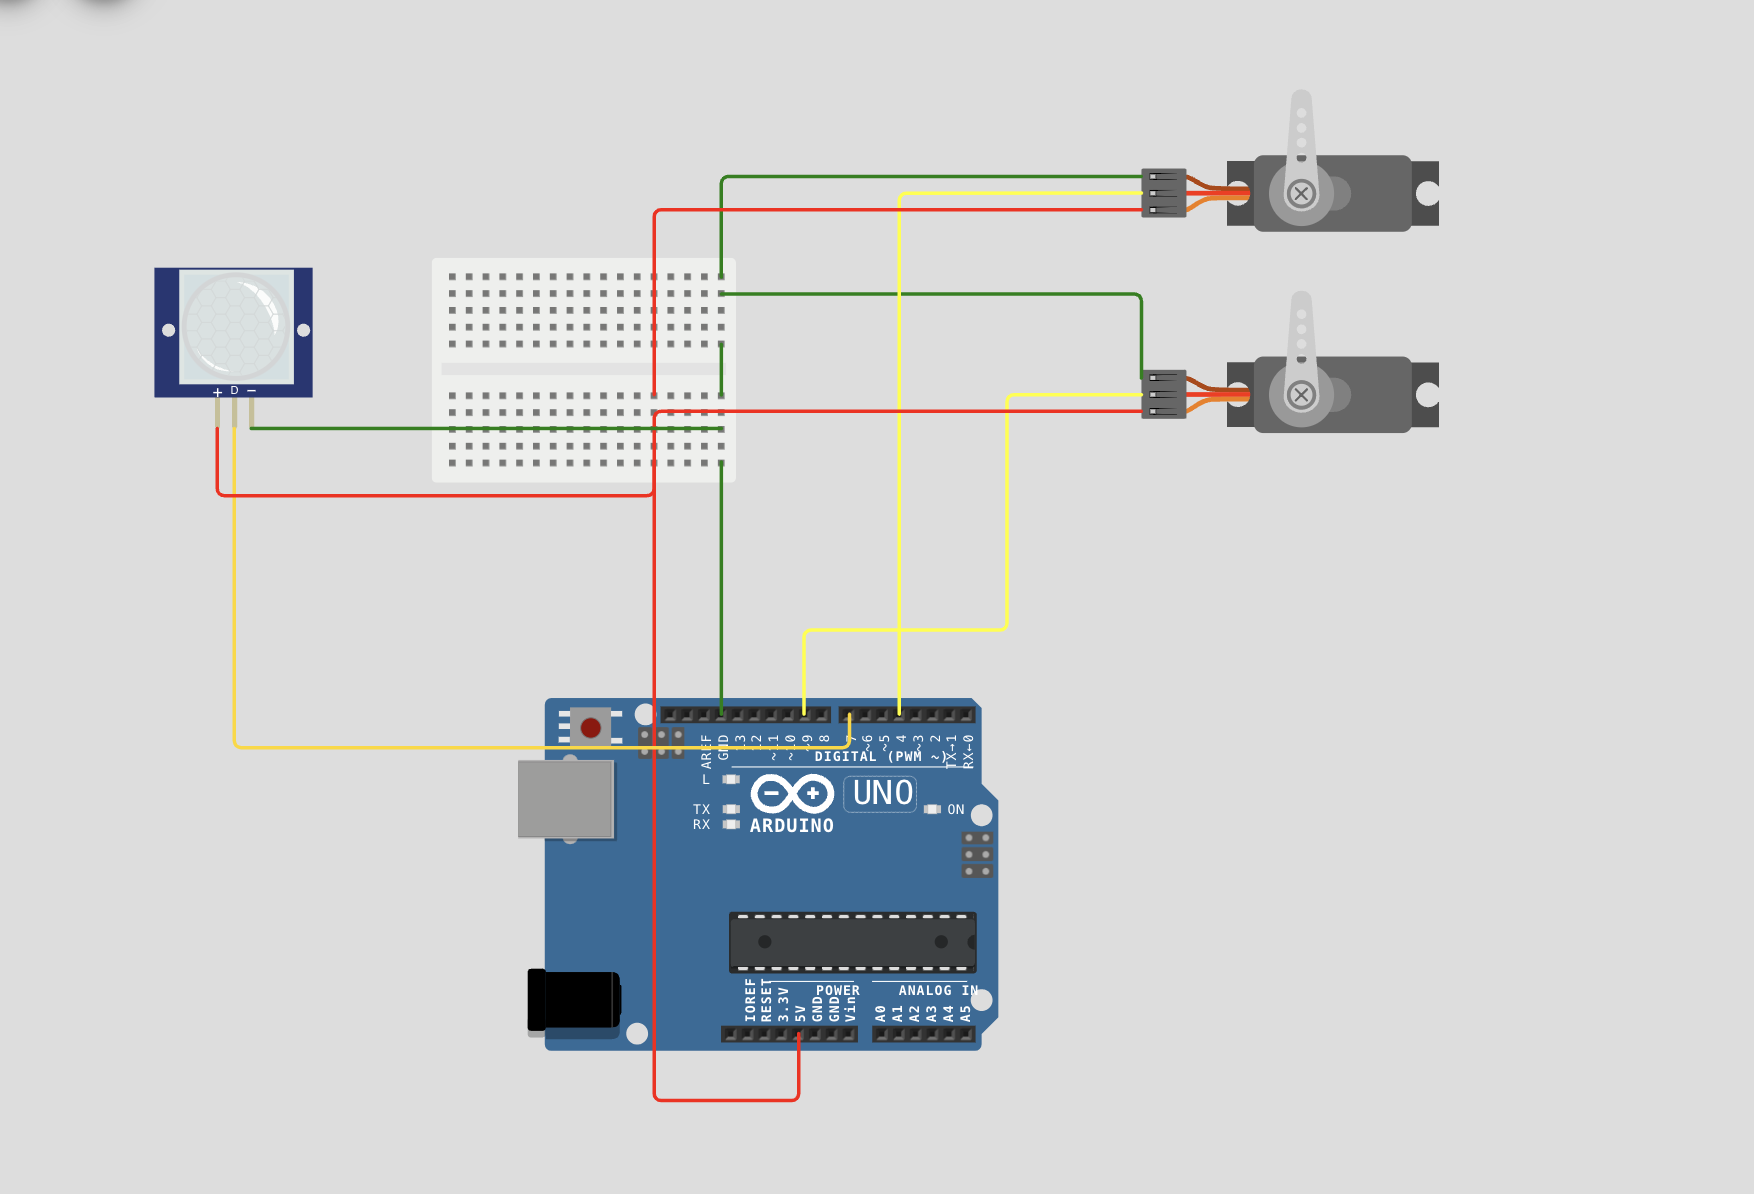 + D −
AREF
GND
13
12
~11
~10
~9
8
7
~6
~5
4
~3
2
TX→1
RX←0
DIGITAL (PWM ~)
L
TX
RX
UNO
ON
ARDUINO
POWER
ANALOG IN
IOREF
RESET
3.3V
5V
GND
GND
Vin
A0
A1
A2
A3
A4
A5